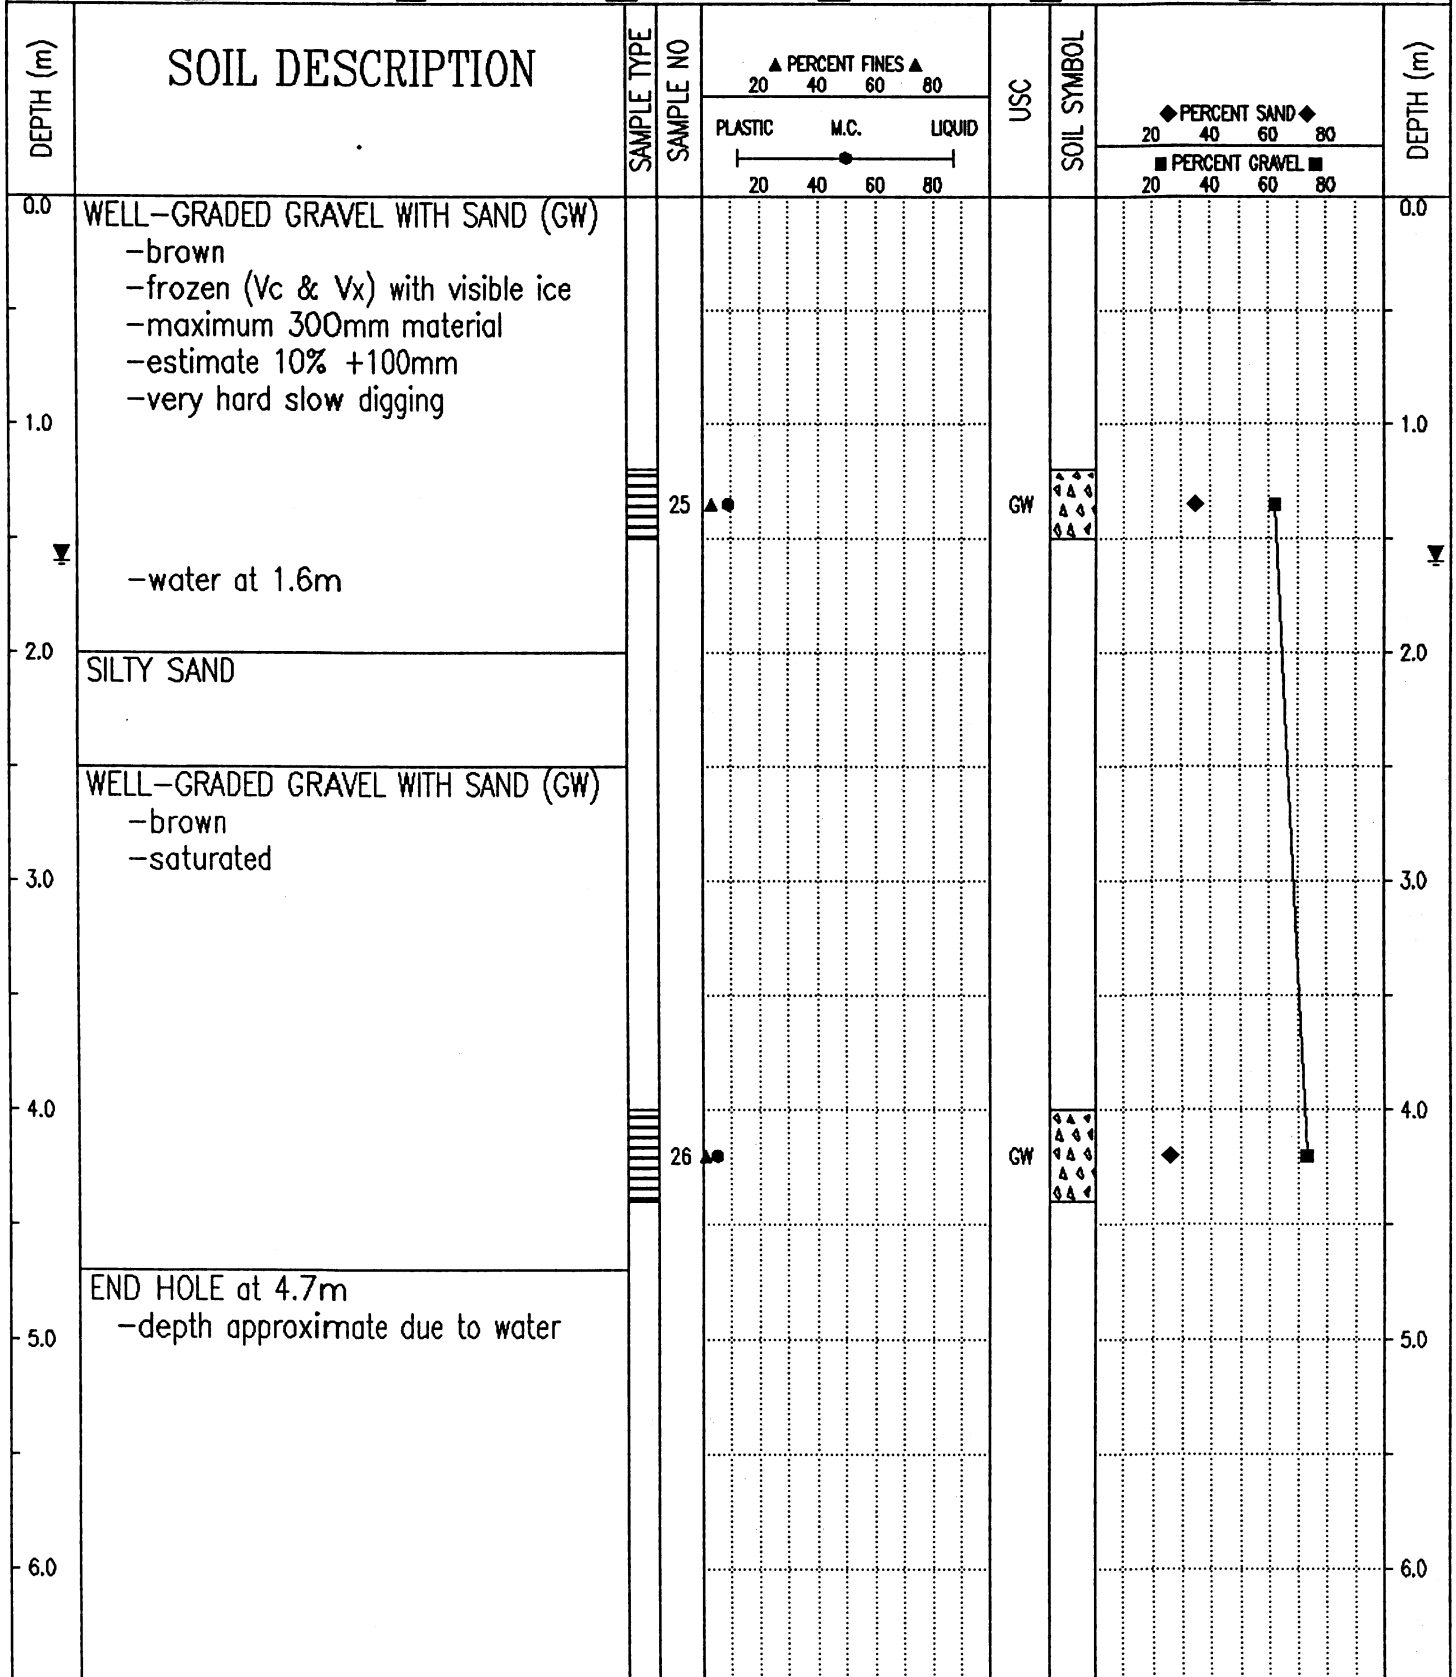 DEPTH (m)
SOIL DESCRIPTION
SAMPLE TYPE
SAMPLE NO
▲ PERCENT FINES ▲
20 40 60 80
PLASTIC M.C. LIQUID
20 40 60 80
USC
SOIL SYMBOL
◆ PERCENT SAND ◆
20 40 60 80
■ PERCENT GRAVEL ■
20 40 60 80
DEPTH (m)
0.0
WELL-GRADED GRAVEL WITH SAND (GW)
0.0
-brown
-frozen (Vc & Vx) with visible ice
-maximum 300mm material
-estimate 10% +100mm
-very hard slow digging
1.0
1.0
25
GW
-water at 1.6m
2.0
2.0
SILTY SAND
WELL-GRADED GRAVEL WITH SAND (GW)
-brown
-saturated
3.0
3.0
4.0
4.0
26
GW
END HOLE at 4.7m
-depth approximate due to water
5.0
5.0
6.0
6.0